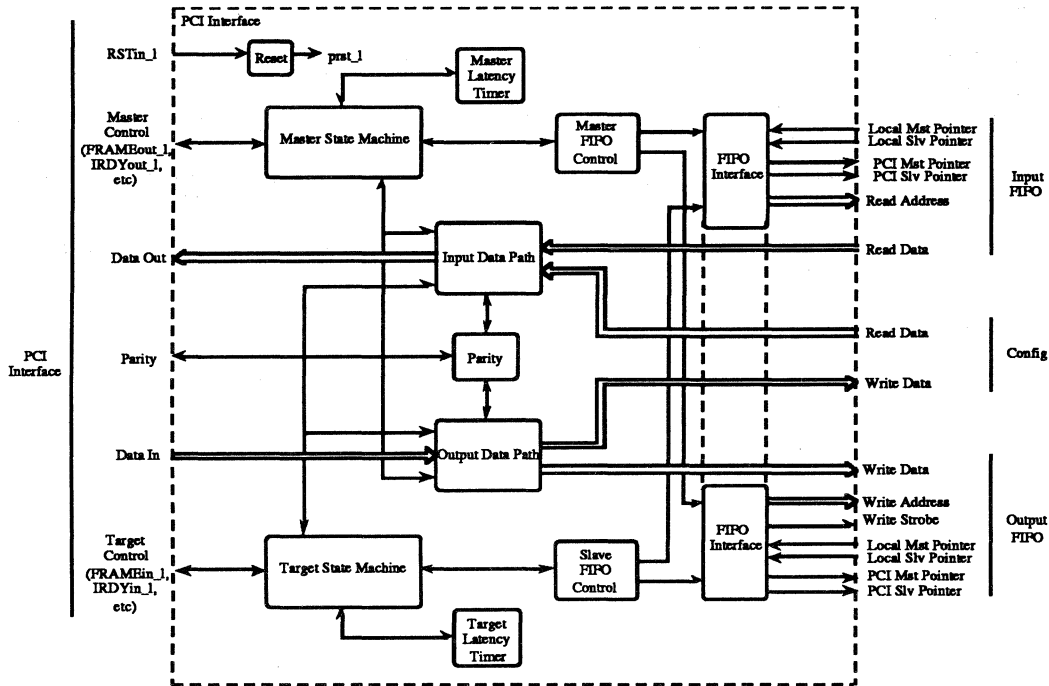 PCI Interface
RSTin_l
Reset
prst_l
Master
Latency
Timer
Master
Control
(FRAMEout_l,
IRDYout_l,
etc)
Master State Machine
Master
FIFO
Control
FIFO
Interface
Local Mst Pointer
Local Slv Pointer
PCI Mst Pointer
PCI Slv Pointer
Read Address
Input
FIFO
Data Out
Input Data Path
Read Data
PCI
Interface
Parity
Parity
Read Data
Config
Write Data
Data In
Output Data Path
Write Data
Target
Control
(FRAMEin_l,
IRDYin_l,
etc)
Target State Machine
Slave
FIFO
Control
FIFO
Interface
Write Address
Write Strobe
Local Mst Pointer
Local Slv Pointer
PCI Mst Pointer
PCI Slv Pointer
Output
FIFO
Target
Latency
Timer